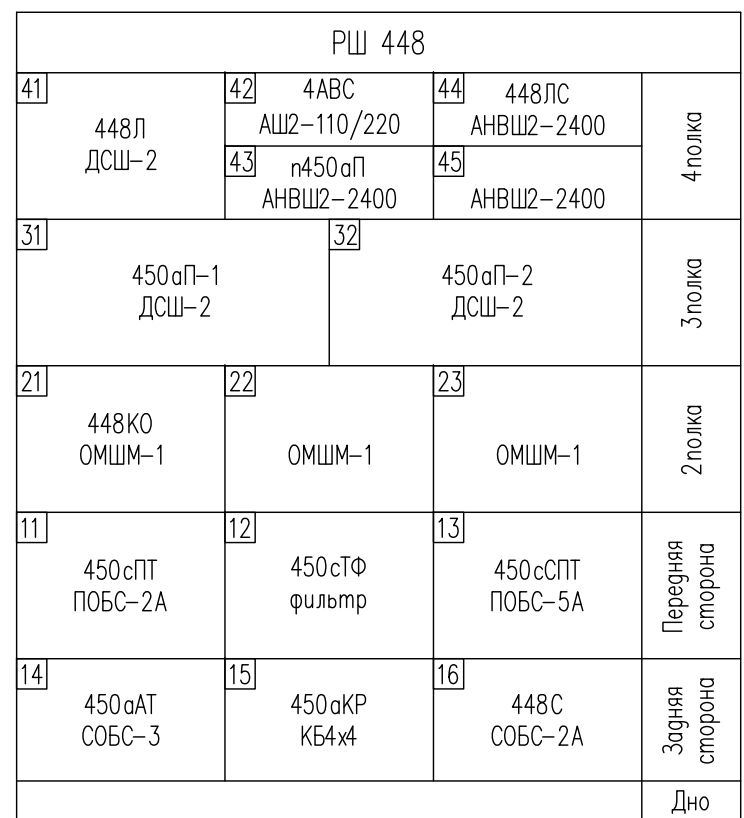 РШ 448
41
448Л
ДСШ-2
42
4АВС
АШ2-110/220
44
448ЛС
АНВШ2-2400
43
п450аП
АНВШ2-2400
45
АНВШ2-2400
4полка
31
450аП-1
ДСШ-2
32
450аП-2
ДСШ-2
3полка
21
448КО
ОМШМ-1
22
ОМШМ-1
23
ОМШМ-1
2полка
11
450сПТ
ПОБС-2А
12
450сТФ
фильтр
13
450сСПТ
ПОБС-5А
Передняя
сторона
14
450аАТ
СОБС-3
15
450аКР
КБ4х4
16
448С
СОБС-2А
Задняя
сторона
Дно